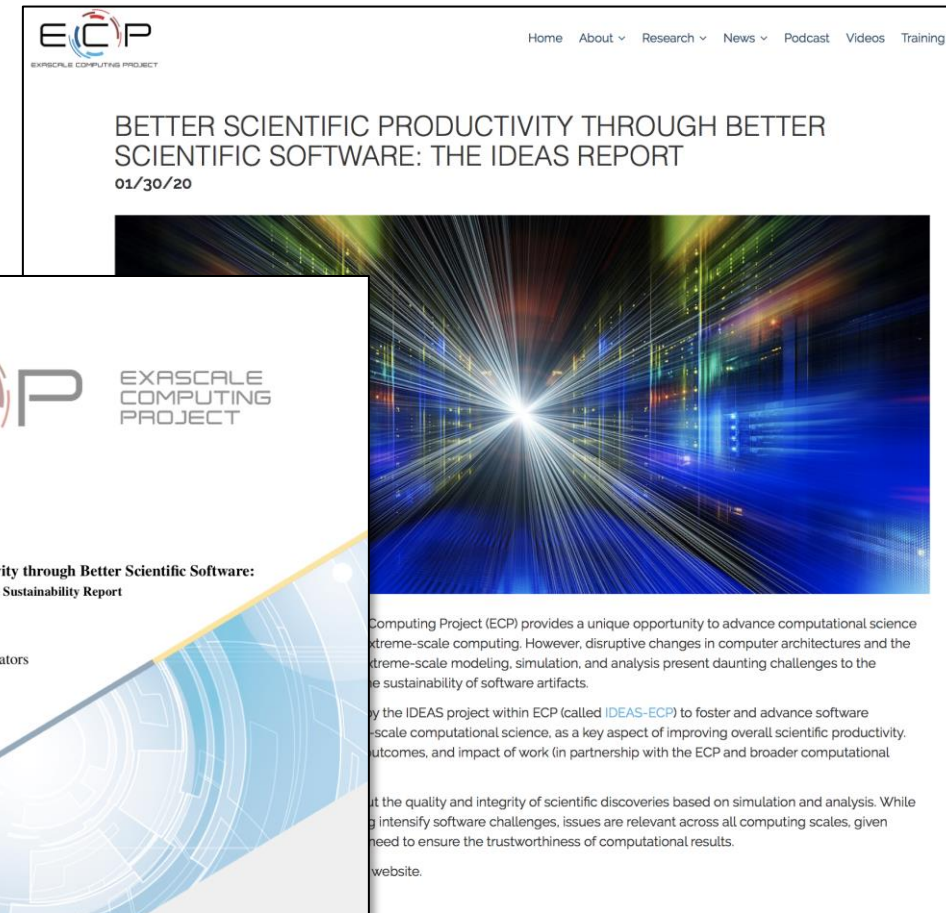 ECP
EXASCALE COMPUTING PROJECT
Home About Research News Podcast Videos Training
BETTER SCIENTIFIC PRODUCTIVITY THROUGH BETTER
SCIENTIFIC SOFTWARE: THE IDEAS REPORT
01/30/20
P
EXASCALE
COMPUTING
PROJECT
through Better Scientific Software:
Sustainability Report
Computing Project (ECP) provides a unique opportunity to advance computational science
computing. However, disruptive changes in computer architectures and the
modeling, simulation, and analysis present daunting challenges to the
sustainability of software artifacts.
by the IDEAS project within ECP (called IDEAS-ECP) to foster and advance software
-scale computational science, as a key aspect of improving overall scientific productivity.
outcomes, and impact of work (in partnership with the ECP and broader computational
the quality and integrity of scientific discoveries based on simulation and analysis. While
intensify software challenges, issues are relevant across all computing scales, given
need to ensure the trustworthiness of computational results.
website.